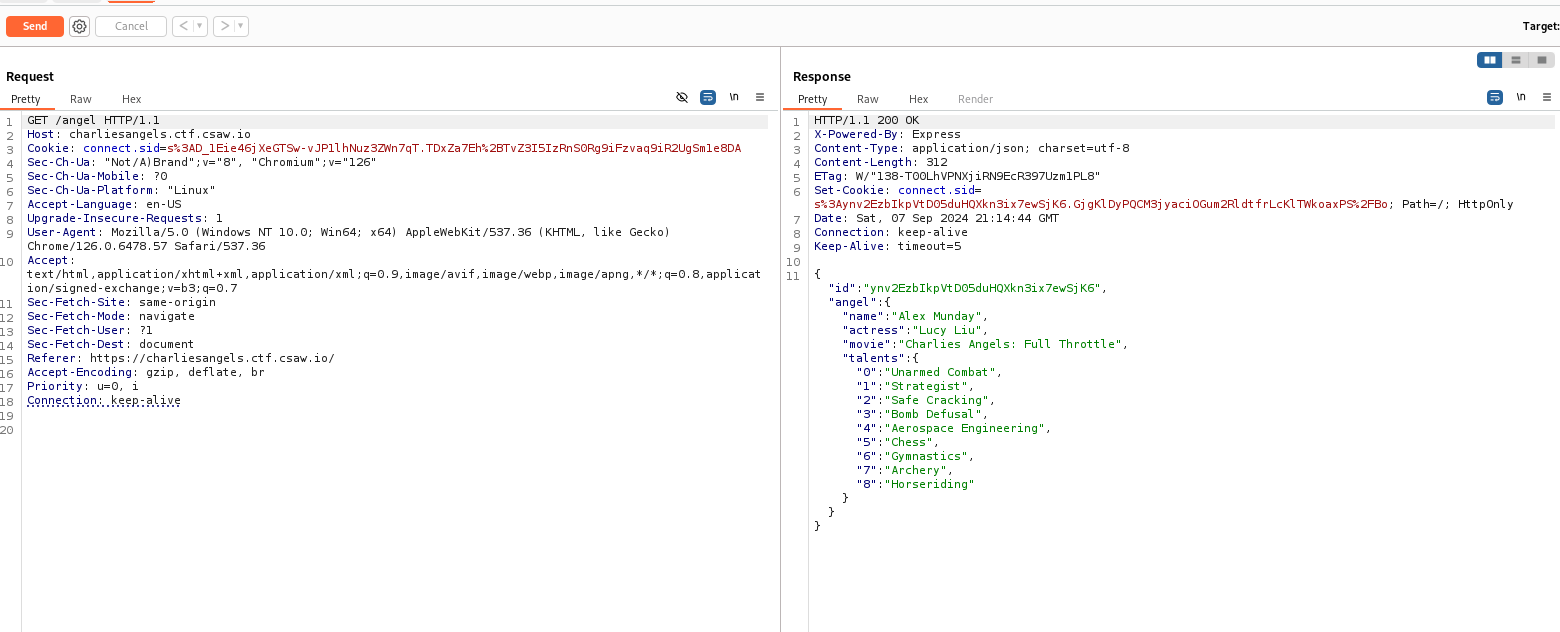 Send Cancel < > Target:
Request
Pretty Raw Hex \n
1 GET /angel HTTP/1.1
2 Host: charliesangels.ctf.csaw.io
3 Cookie: connect.sid=s%3AD_1Eie46jXeGTSw-vJP1lhNuz3ZWn7qT.TDxZa7Eh%2BTvZ3I5IzRnS0Rg9iFzvaq9iR2UgSm1e8DA
4 Sec-Ch-Ua: "Not/A)Brand";v="8", "Chromium";v="126"
5 Sec-Ch-Ua-Mobile: ?0
6 Sec-Ch-Ua-Platform: "Linux"
7 Accept-Language: en-US
8 Upgrade-Insecure-Requests: 1
9 User-Agent: Mozilla/5.0 (Windows NT 10.0; Win64; x64) AppleWebKit/537.36 (KHTML, like Gecko)
Chrome/126.0.6478.57 Safari/537.36
10 Accept:
text/html,application/xhtml+xml,application/xml;q=0.9,image/avif,image/webp,image/apng,*/*;q=0.8,applicat
ion/signed-exchange;v=b3;q=0.7
11 Sec-Fetch-Site: same-origin
12 Sec-Fetch-Mode: navigate
13 Sec-Fetch-User: ?1
14 Sec-Fetch-Dest: document
15 Referer: https://charliesangels.ctf.csaw.io/
16 Accept-Encoding: gzip, deflate, br
17 Priority: u=0, i
18 Connection: keep-alive
19
20
Response
Pretty Raw Hex Render \n
1 HTTP/1.1 200 OK
2 X-Powered-By: Express
3 Content-Type: application/json; charset=utf-8
4 Content-Length: 312
5 ETag: W/"138-T00LhVPNXjiRN9EcR397Uzm1PL8"
6 Set-Cookie: connect.sid=
s%3Aynv2EzbIkpVtD05duHQXkn3ix7ewSjK6.GjgKlDyPQCM3jyaciOGum2RldtfrLcKlTWkoaxPS%2FBo; Path=/; HttpOnly
7 Date: Sat, 07 Sep 2024 21:14:44 GMT
8 Connection: keep-alive
9 Keep-Alive: timeout=5
10
11 {
"id":"ynv2EzbIkpVtD05duHQXkn3ix7ewSjK6",
"angel":{
"name":"Alex Munday",
"actress":"Lucy Liu",
"movie":"Charlies Angels: Full Throttle",
"talents":{
"0":"Unarmed Combat",
"1":"Strategist",
"2":"Safe Cracking",
"3":"Bomb Defusal",
"4":"Aerospace Engineering",
"5":"Chess",
"6":"Gymnastics",
"7":"Archery",
"8":"Horseriding"
}
}
}